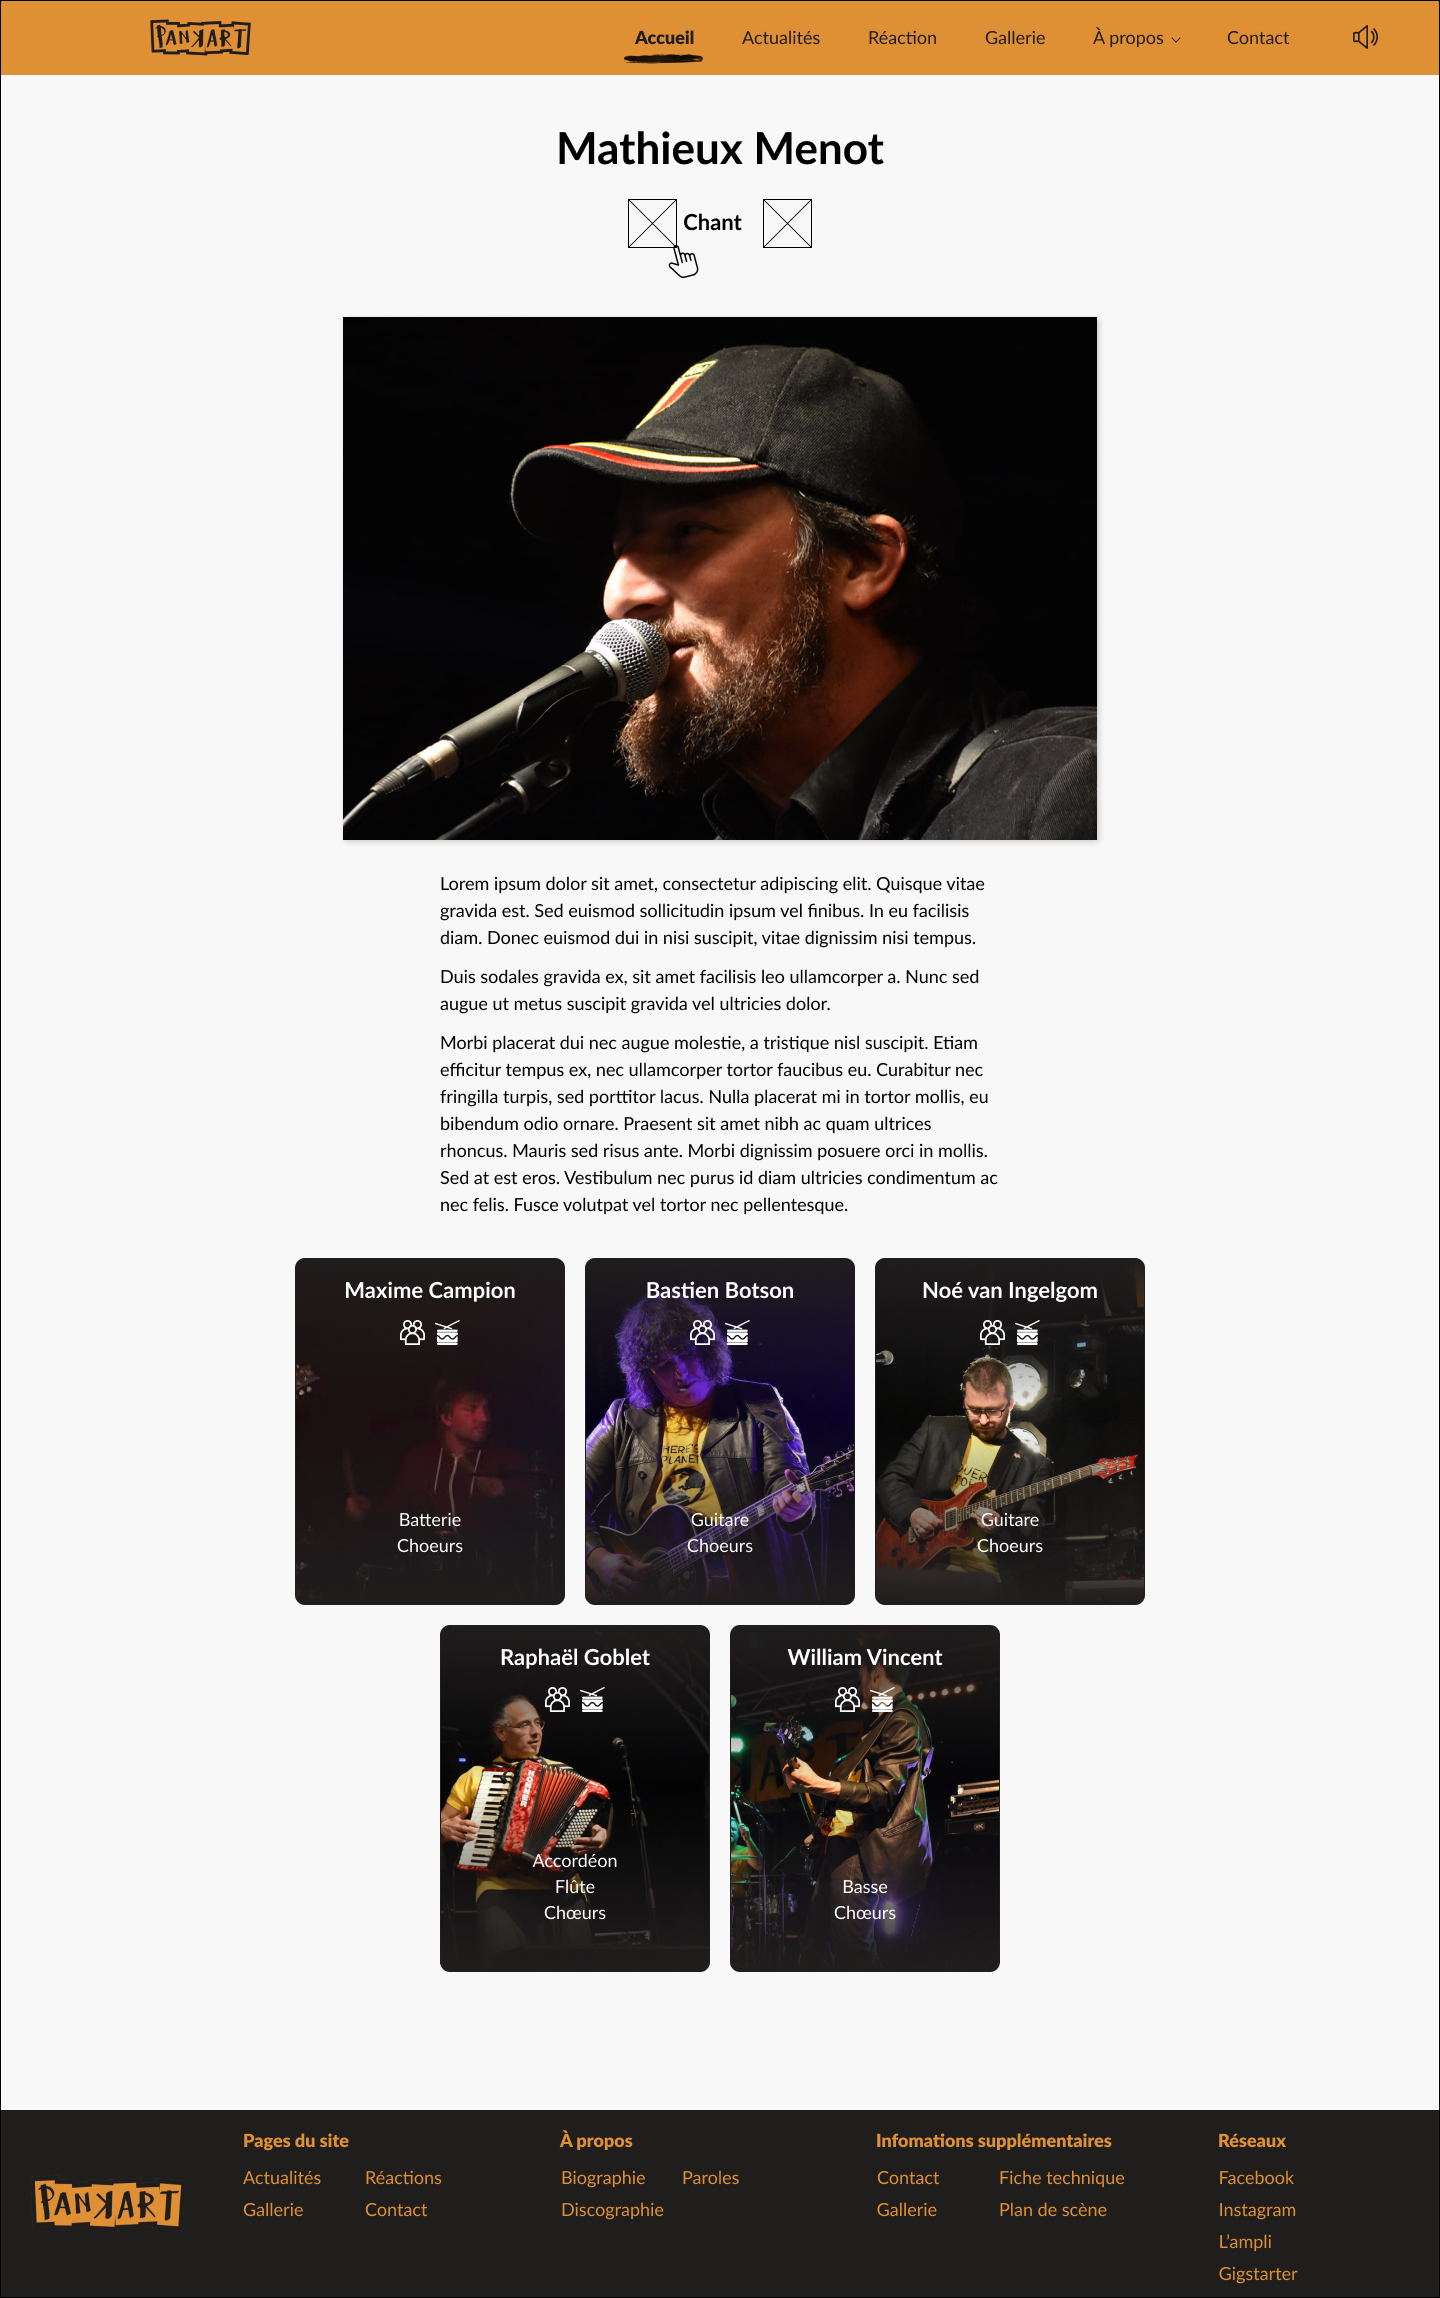 PANKART
Accueil
Actualités
Réaction
Gallerie
À propos
Contact
Mathieux Menot
Chant
Lorem ipsum dolor sit amet, consectetur adipiscing elit. Quisque vitae
gravida est. Sed euismod sollicitudin ipsum vel finibus. In eu facilisis
diam. Donec euismod dui in nisi suscipit, vitae dignissim nisi tempus.
Duis sodales gravida ex, sit amet facilisis leo ullamcorper a. Nunc sed
augue ut metus suscipit gravida vel ultricies dolor.
Morbi placerat dui nec augue molestie, a tristique nisl suscipit. Etiam
efficitur tempus ex, nec ullamcorper tortor faucibus eu. Curabitur nec
fringilla turpis, sed porttitor lacus. Nulla placerat mi in tortor mollis, eu
bibendum odio ornare. Praesent sit amet nibh ac quam ultrices
rhoncus. Mauris sed risus ante. Morbi dignissim posuere orci in mollis.
Sed at est eros. Vestibulum nec purus id diam ultricies condimentum ac
nec felis. Fusce volutpat vel tortor nec pellentesque.
Maxime Campion
Batterie
Choeurs
Bastien Botson
HERE'S
PLANET
Guitare
Choeurs
Noé van Ingelgom
Guitare
Choeurs
Raphaël Goblet
Accordéon
Flûte
Chœurs
William Vincent
ART
Basse
Chœurs
PANKART
Pages du site
Actualités
Réactions
Gallerie
Contact
À propos
Biographie
Paroles
Discographie
Infomations supplémentaires
Contact
Fiche technique
Gallerie
Plan de scène
Réseaux
Facebook
Instagram
L'ampli
Gigstarter